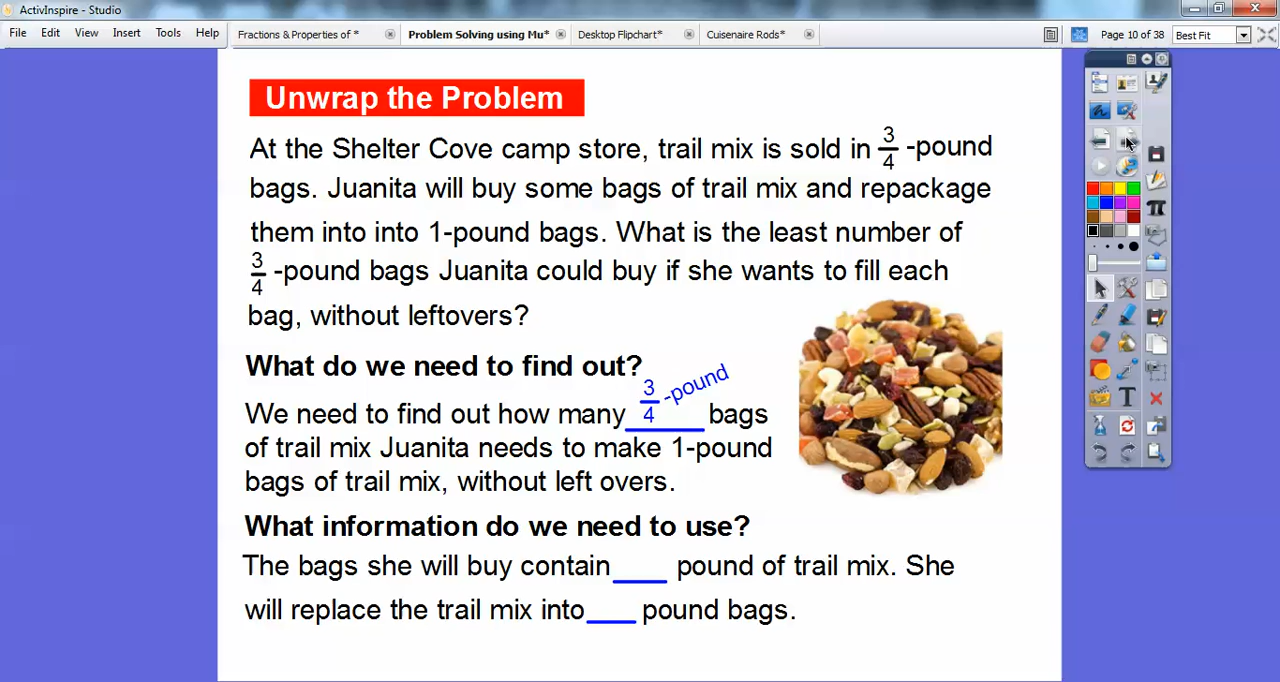 ActivInspire - Studio
File Edit View Insert Tools Help
Fractions & Properties of *
Problem Solving using Mu*
Desktop Flipchart*
Cuisenaire Rods*
Page 10 of 38
Best Fit
Unwrap the Problem
At the Shelter Cove camp store, trail mix is sold in 3/4 -pound
bags. Juanita will buy some bags of trail mix and repackage
them into into 1-pound bags. What is the least number of
3/4 -pound bags Juanita could buy if she wants to fill each
bag, without leftovers?
What do we need to find out?
We need to find out how many 3/4 -pound bags
of trail mix Juanita needs to make 1-pound
bags of trail mix, without left overs.
What information do we need to use?
The bags she will buy contain____ pound of trail mix. She
will replace the trail mix into____ pound bags.